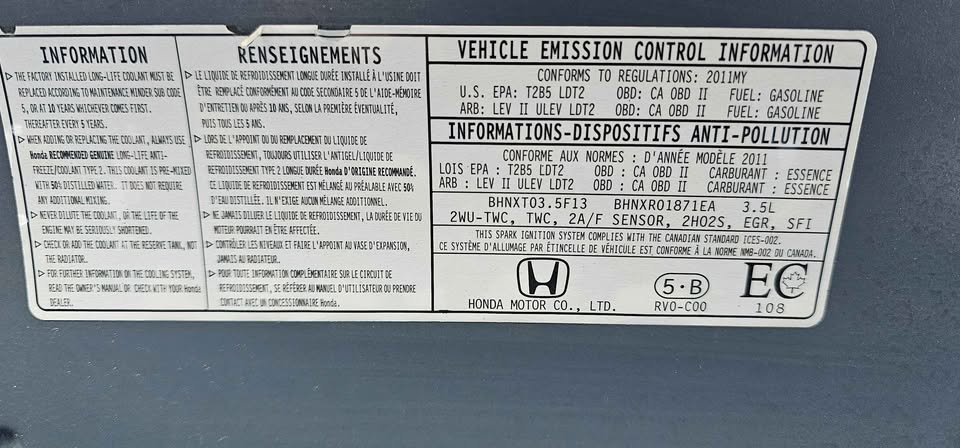 INFORMATION
▷ THE FACTORY INSTALLED LONG-LIFE COOLANT MUST BE
REPLACED ACCORDING TO MAINTENANCE MINDER SUB CODE
5, OR AT 10 YEARS WHICHEVER COMES FIRST.
THEREAFTER EVERY 5 YEARS.
▷ WHEN ADDING OR REPLACING THE COOLANT, ALWAYS USE
Honda RECOMMENDED GENUINE LONG-LIFE ANTI-
FREEZE/COOLANT TYPE 2. THIS COOLANT IS PRE-MIXED
WITH 50% DISTILLED WATER. IT DOES NOT REQUIRE
ANY ADDITIONAL MIXING.
▷ NEVER DILUTE THE COOLANT, OR THE LIFE OF THE
ENGINE MAY BE SERIOUSLY SHORTENED.
▷ CHECK OR ADD THE COOLANT AT THE RESERVE TANK, NOT
THE RADIATOR.
▷ FOR FURTHER INFORMATION ON THE COOLING SYSTEM,
READ THE OWNER'S MANUAL OR CHECK WITH YOUR Honda
DEALER.
RENSEIGNEMENTS
▷ LE LIQUIDE DE REFROIDISSEMENT LONGUE DURÉE INSTALLÉ À L'USINE DOIT
ÊTRE REMPLACÉ CONFORMÉMENT AU CODE SECONDAIRE 5 DE L'AIDE-MÉMOIRE
D'ENTRETIEN OU APRÈS 10 ANS, SELON LA PREMIÈRE ÉVENTUALITÉ,
PUIS TOUS LES 5 ANS.
▷ LORS DE L'APPOINT OU DU REMPLACEMENT DU LIQUIDE DE
REFROIDISSEMENT, TOUJOURS UTILISER L'ANTIGEL/LIQUIDE DE
REFROIDISSEMENT TYPE 2 LONGUE DURÉE Honda D'ORIGINE RECOMMANDÉ.
CE LIQUIDE DE REFROIDISSEMENT EST MÉLANGÉ AU PRÉALABLE AVEC 50%
D'EAU DISTILLÉE. IL NE REQUIERT AUCUN MÉLANGE ADDITIONNEL.
▷ NE JAMAIS DILUER LE LIQUIDE DE REFROIDISSEMENT, LA DURÉE DE VIE DU
MOTEUR POURRAIT EN ÊTRE AFFECTÉE.
▷ CONTRÔLER LES NIVEAUX ET FAIRE L'APPOINT AU VASE D'EXPANSION,
JAMAIS AU RADIATEUR.
▷ POUR TOUTE INFORMATION COMPLÉMENTAIRE SUR LE CIRCUIT DE
REFROIDISSEMENT, SE RÉFÉRER AU MANUEL D'UTILISATEUR OU PRENDRE
CONTACT AVEC UN CONCESSIONNAIRE Honda.
VEHICLE EMISSION CONTROL INFORMATION
CONFORMS TO REGULATIONS: 2011MY
U.S. EPA: T2B5 LDT2 OBD: CA OBD II FUEL: GASOLINE
ARB: LEV II ULEV LDT2 OBD: CA OBD II FUEL: GASOLINE
INFORMATIONS-DISPOSITIFS ANTI-POLLUTION
CONFORME AUX NORMES : D'ANNÉE MODÈLE 2011
LOIS EPA : T2B5 LDT2 OBD : CA OBD II CARBURANT : ESSENCE
ARB : LEV II ULEV LDT2 OBD : CA OBD II CARBURANT : ESSENCE
BHNXT03.5F13 BHNXR01871EA 3.5L
2WU-TWC, TWC, 2A/F SENSOR, 2HO2S, EGR, SFI
THIS SPARK IGNITION SYSTEM COMPLIES WITH THE CANADIAN STANDARD ICES-002.
CE SYSTÈME D'ALLUMAGE PAR ÉTINCELLE DE VÉHICULE EST CONFORME À LA NORME NMB-002 DU CANADA.
HONDA MOTOR CO., LTD.
5·B
RV0-C00
EC
108